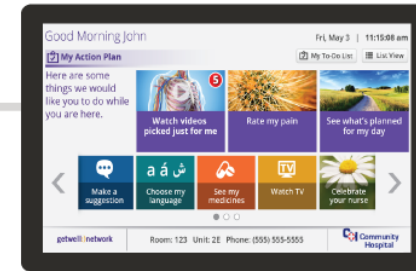 Good Morning John
Fri, May 3 | 11:15:08 am
My Action Plan
My To-Do List
List View
Here are some
things we would
like you to do while
you are here.
5
Watch videos
picked just for me
Rate my pain
See what's planned
for my day
Make a
suggestion
a á ش
Choose my
language
See my
medicines
TV
Watch TV
Celebrate
your nurse
getwell network
Room: 123 Unit: 2E Phone: (555) 555-5555
Community
Hospital